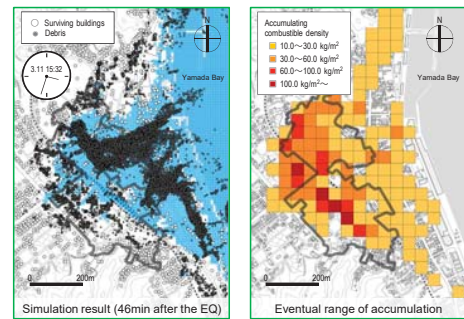 Surviving buildings
Debris
3.11 15:32
N
Yamada Bay
0
200m
Simulation result (46min after the EQ)
Accumulating
combustible density
10.0～30.0 kg/m²
30.0～60.0 kg/m²
60.0～100.0 kg/m²
100.0 kg/m²～
N
Yamada Bay
0
200m
Eventual range of accumulation